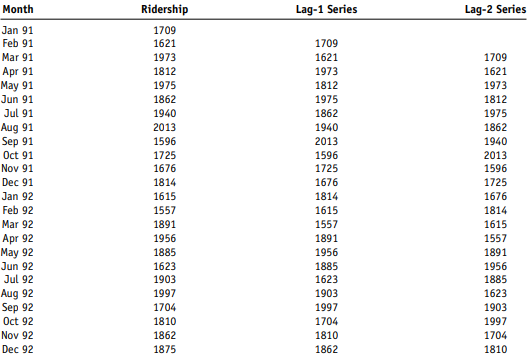 Month Ridership Lag-1 Series Lag-2 Series
Jan 91 1709
Feb 91 1621 1709
Mar 91 1973 1621 1709
Apr 91 1812 1973 1621
May 91 1975 1812 1973
Jun 91 1862 1975 1812
Jul 91 1940 1862 1975
Aug 91 2013 1940 1862
Sep 91 1596 2013 1940
Oct 91 1725 1596 2013
Nov 91 1676 1725 1596
Dec 91 1814 1676 1725
Jan 92 1615 1814 1676
Feb 92 1557 1615 1814
Mar 92 1891 1557 1615
Apr 92 1956 1891 1557
May 92 1885 1956 1891
Jun 92 1623 1885 1956
Jul 92 1903 1623 1885
Aug 92 1997 1903 1623
Sep 92 1704 1997 1903
Oct 92 1810 1704 1997
Nov 92 1862 1810 1704
Dec 92 1875 1862 1810